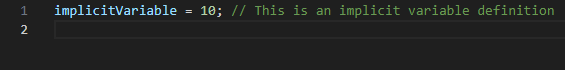 1 implicitVariable = 10; // This is an implicit variable definition
2